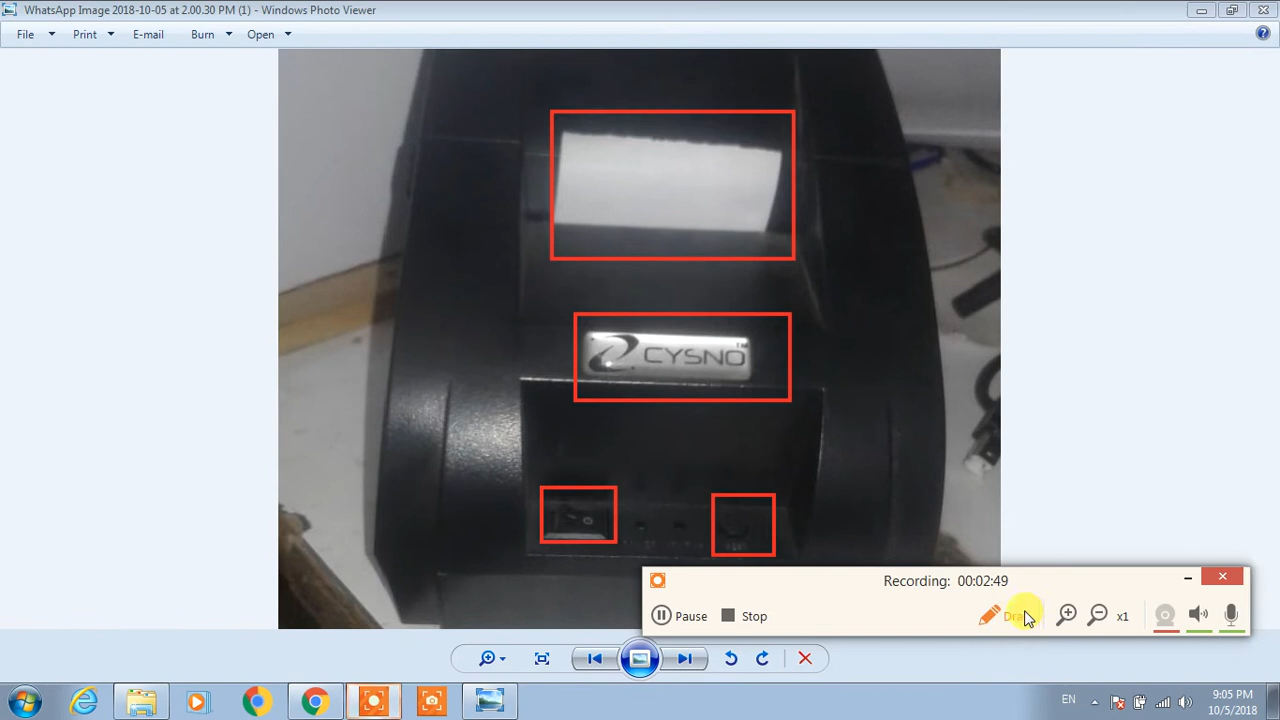 WhatsApp Image 2018-10-05 at 2.00.30 PM (1) - Windows Photo Viewer
File Print E-mail Burn Open
CYSNO™
Recording: 00:02:49
Pause Stop x1
EN 9:05 PM
10/5/2018